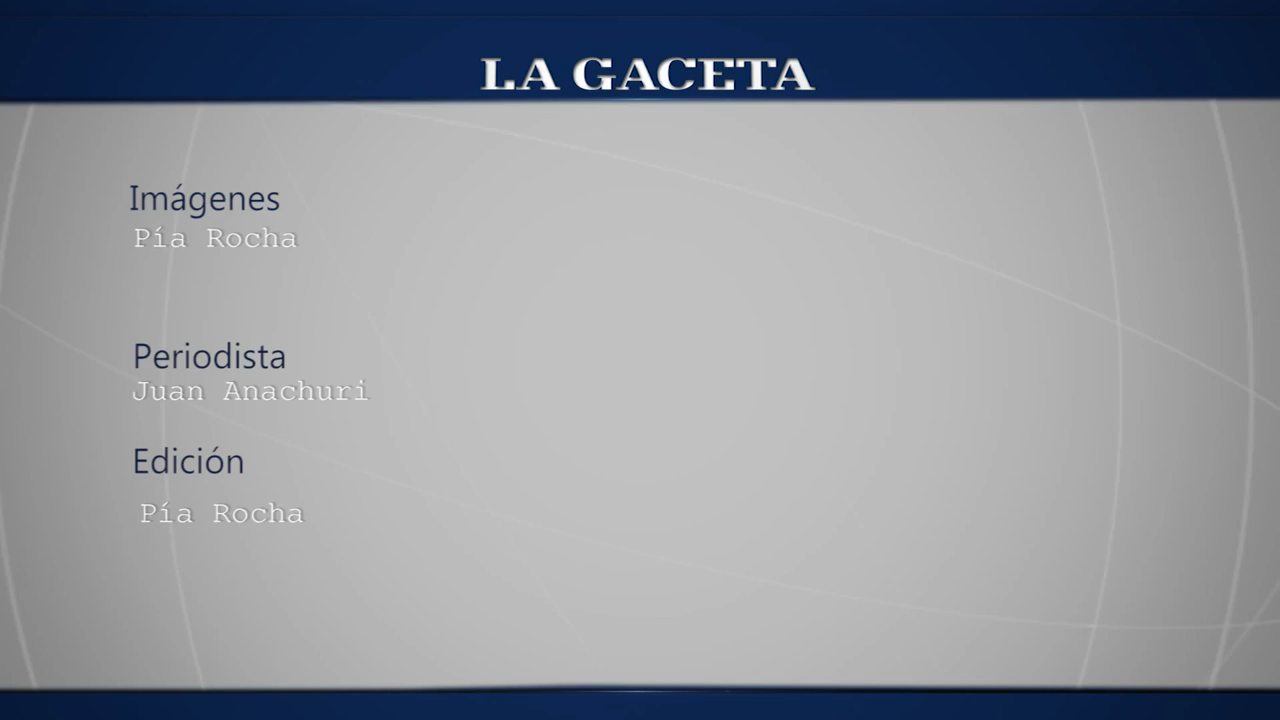 LA GACETA
Imágenes
Pía Rocha
Periodista
Juan Anachuri
Edición
Pía Rocha